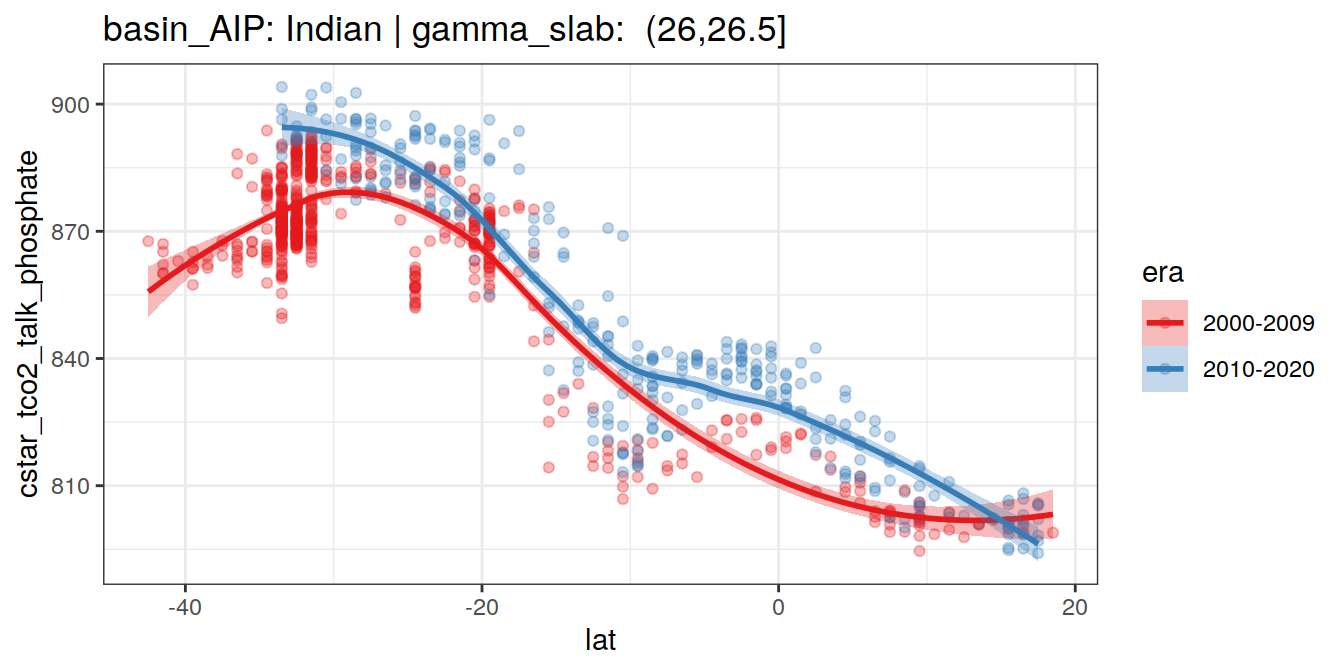 basin_AIP: Indian | gamma_slab:  (26,26.5]
cstar_tco2_talk_phosphate
900
870
840
810
-40
-20
0
20
lat
era
2000-2009
2010-2020